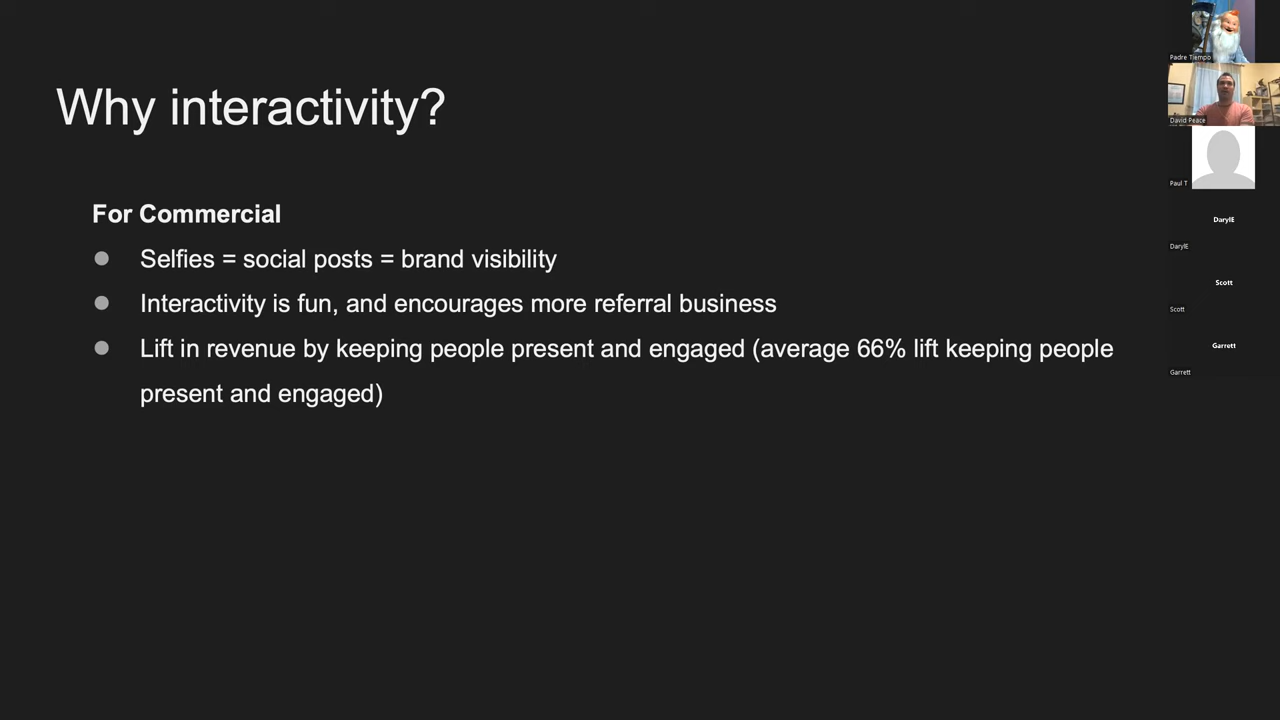 Why interactivity?
For Commercial
Selfies = social posts = brand visibility
Interactivity is fun, and encourages more referral business
Lift in revenue by keeping people present and engaged (average 66% lift keeping people
present and engaged)
Padre Tiempo
David Peace
Paul T
DarylE
DarylE
Scott
Scott
Garrett
Garrett